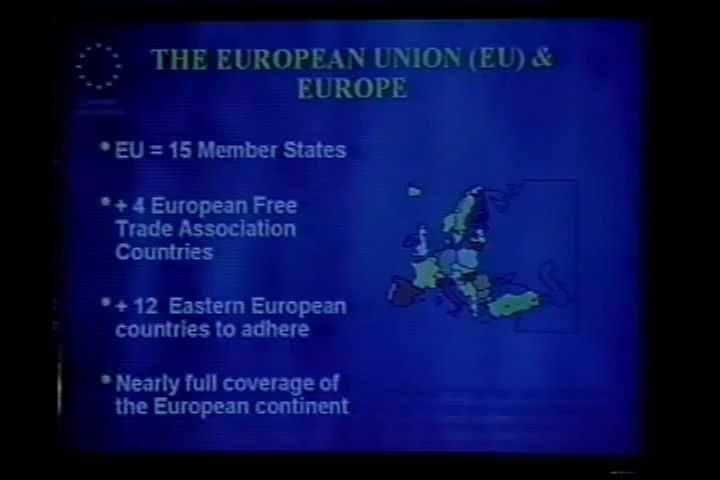 THE EUROPEAN UNION (EU) &
EUROPE
• EU = 15 Member States
• + 4 European Free
Trade Association
Countries
• + 12 Eastern European
countries to adhere
• Nearly full coverage of
the European continent